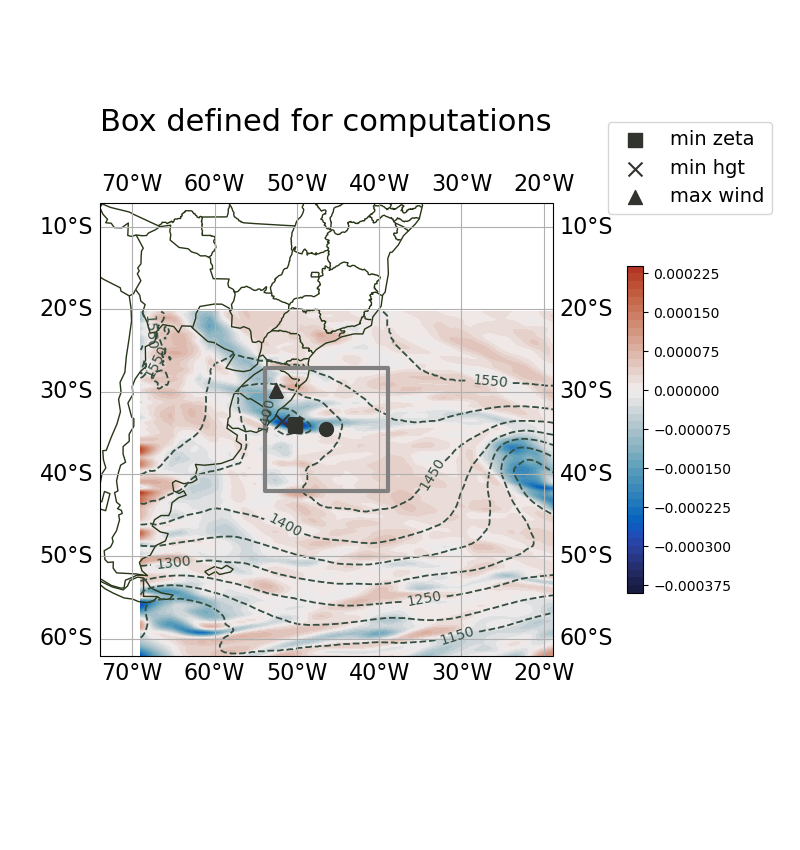 Box defined for computations
min zeta
min hgt
max wind
70°W 60°W 50°W 40°W 30°W 20°W
10°S 10°S
20°S 20°S
30°S 30°S
40°S 40°S
50°S 50°S
60°S 60°S
70°W 60°W 50°W 40°W 30°W 20°W
1550
1550
1400
1450
1400
1300
1250
1150
0.000225
0.000150
0.000075
0.000000
−0.000075
−0.000150
−0.000225
−0.000300
−0.000375